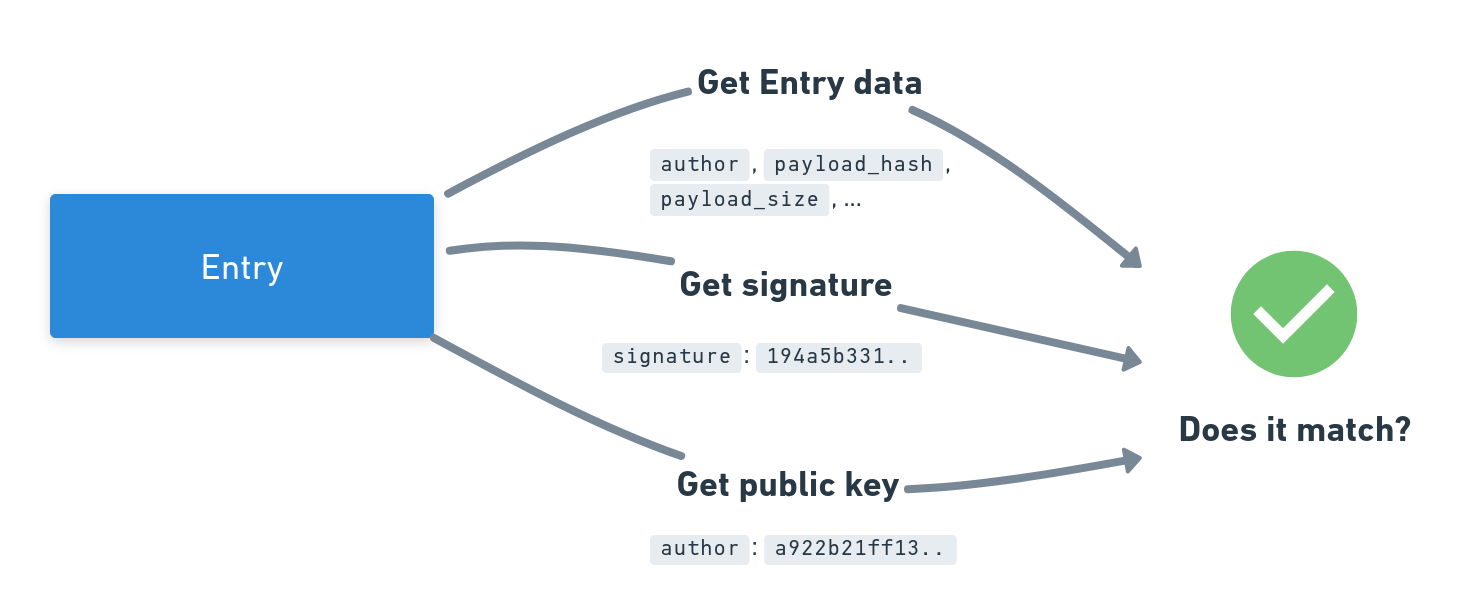 Get Entry data
author, payload_hash,
payload_size, ...
Entry
Get signature
signature: 194a5b331..
Does it match?
Get public key
author: a922b21ff13..